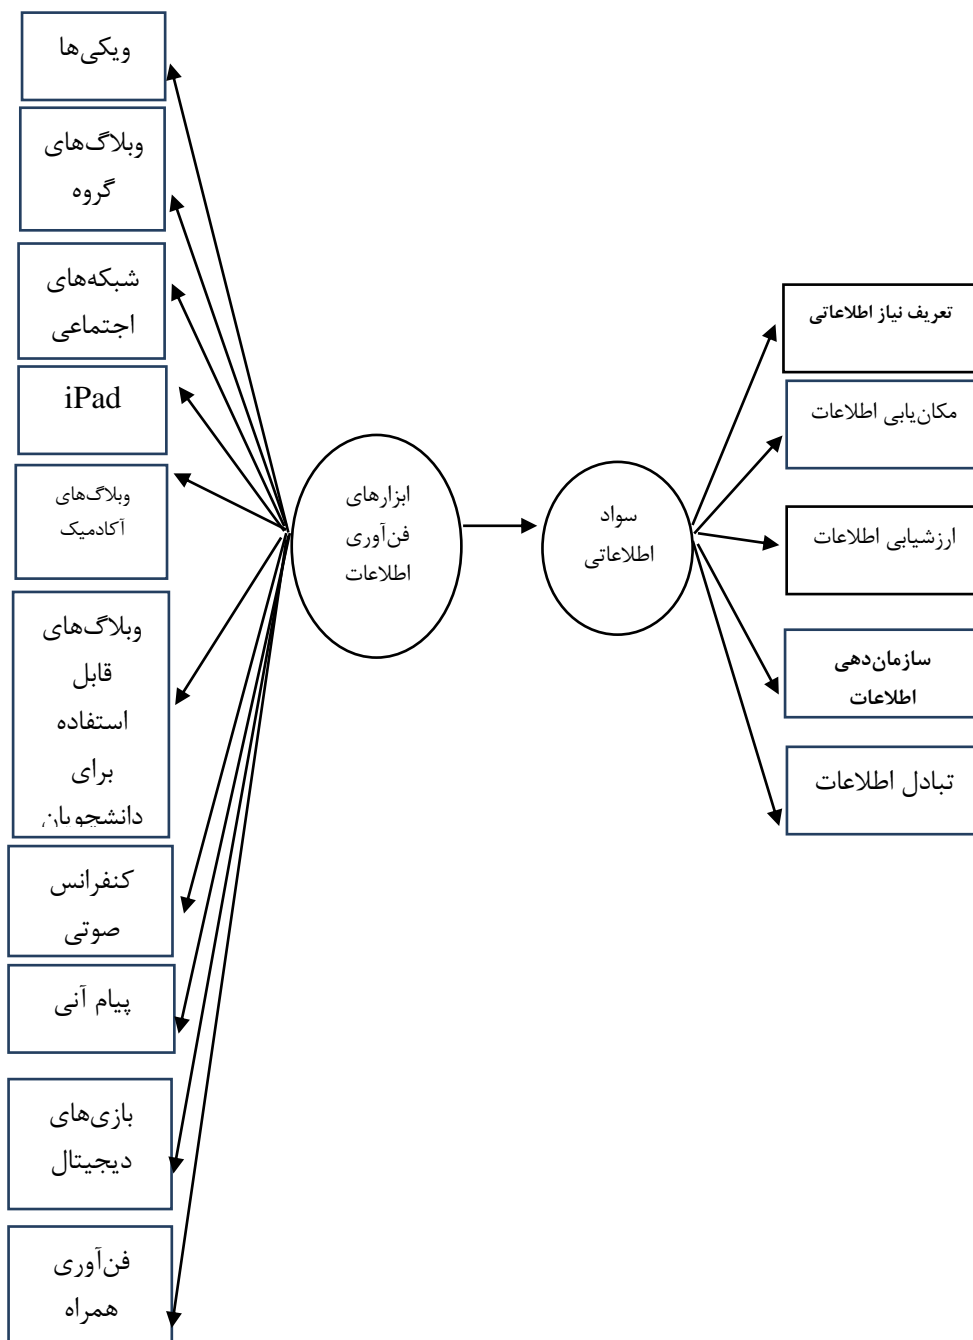 ویکی‌ها
وبلاگ‌های
گروه
شبکه‌های
اجتماعی
iPad
وبلاگ‌های
آکادمیک
وبلاگ‌های
قابل
استفاده
برای
دانشجویان
کنفرانس
صوتی
پیام آنی
بازی‌های
دیجیتال
فن‌آوری
همراه
ابزارهای
فن‌آوری
اطلاعات
سواد
اطلاعاتی
تعریف نیاز اطلاعاتی
مکان‌یابی اطلاعات
ارزشیابی اطلاعات
سازمان‌دهی
اطلاعات
تبادل اطلاعات